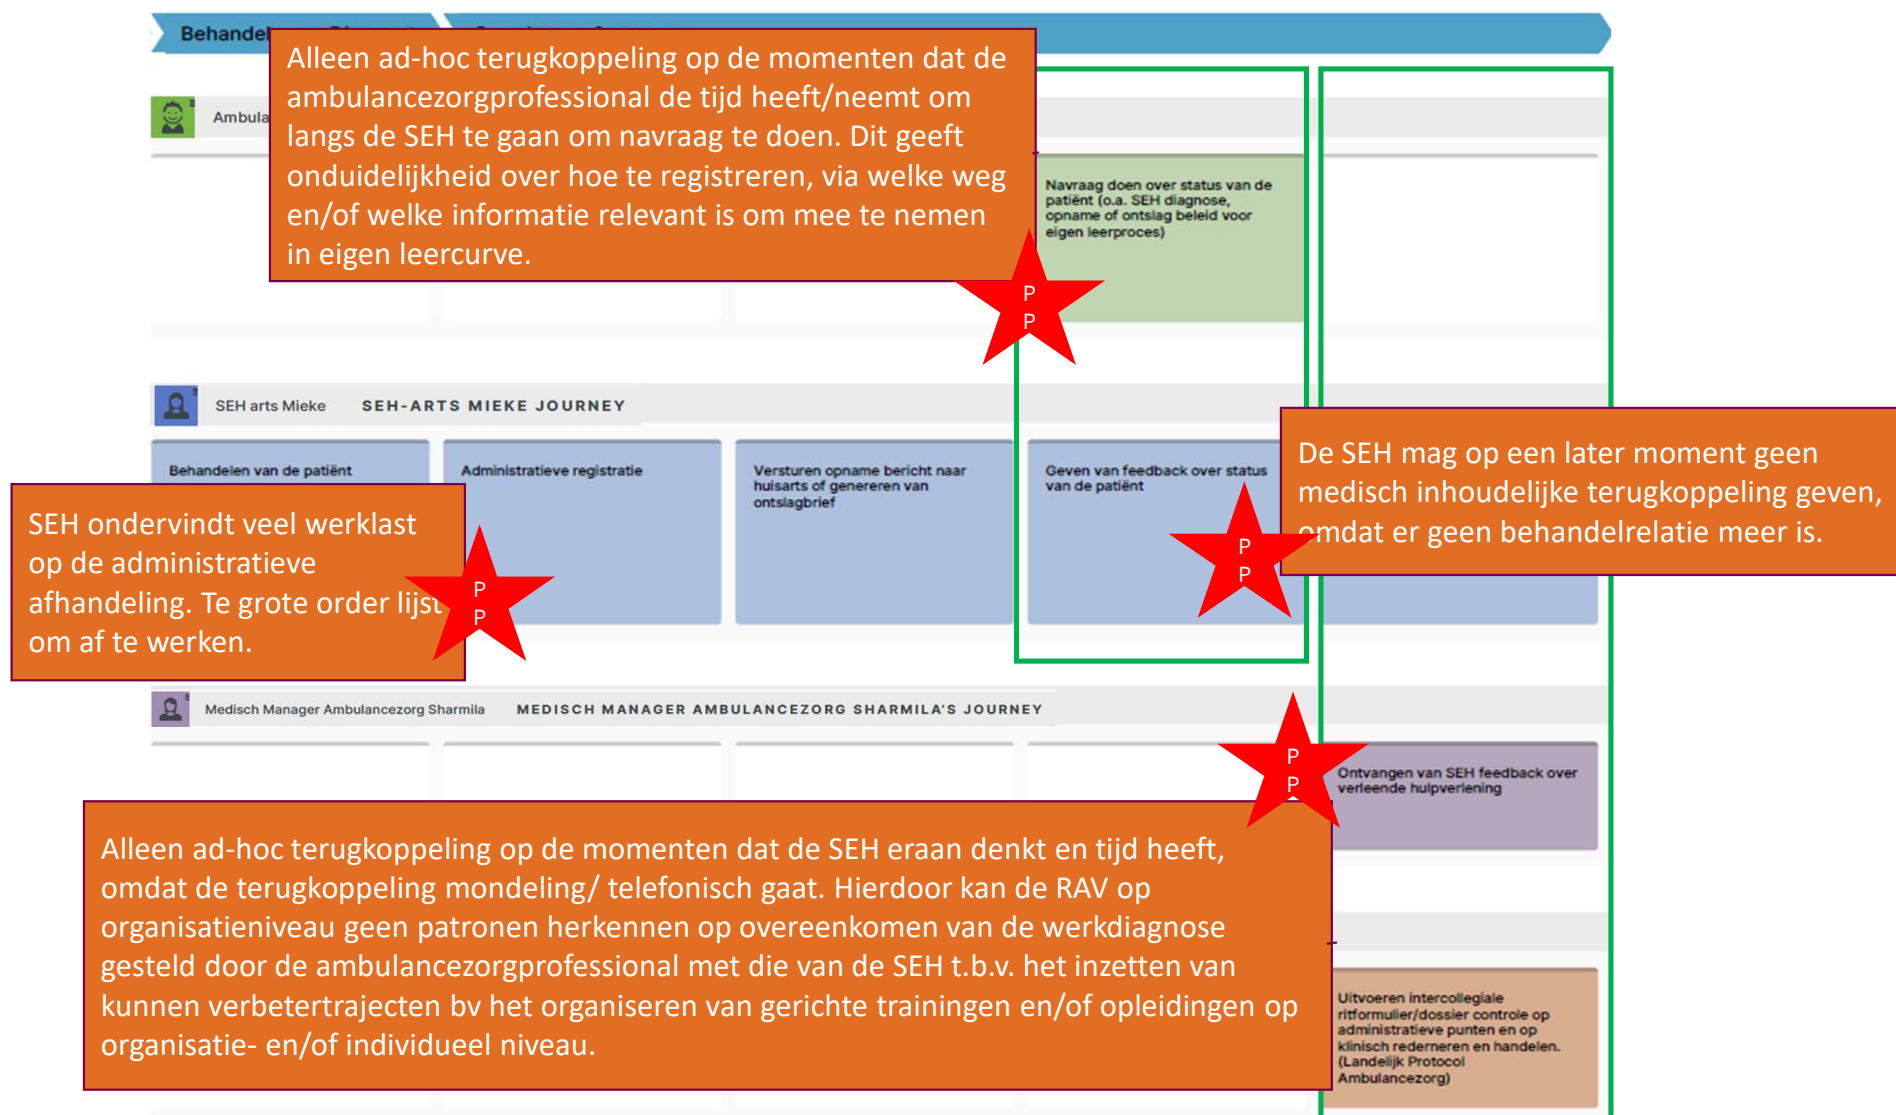 Behandel
Alleen ad-hoc terugkoppeling op de momenten dat de
ambulancezorgprofessional de tijd heeft/neemt om
langs de SEH te gaan om navraag te doen. Dit geeft
onduidelijkheid over hoe te registreren, via welke weg
en/of welke informatie relevant is om mee te nemen
in eigen leercurve.
Ambula
Navraag doen over status van de
patiënt (o.a. SEH diagnose,
opname of ontslag beleid voor
eigen leerproces)
P
P
SEH arts Mieke SEH-ARTS MIEKE JOURNEY
Behandelen van de patiënt
Administratieve registratie
Versturen opname bericht naar
huisarts of genereren van
ontslagbrief
Geven van feedback over status
van de patiënt
De SEH mag op een later moment geen
medisch inhoudelijke terugkoppeling geven,
omdat er geen behandelrelatie meer is.
P
P
SEH ondervindt veel werklast
op de administratieve
afhandeling. Te grote order lijst
om af te werken.
P
P
Medisch Manager Ambulancezorg Sharmila MEDISCH MANAGER AMBULANCEZORG SHARMILA'S JOURNEY
P
P
Ontvangen van SEH feedback over
verleende hulpverlening
Alleen ad-hoc terugkoppeling op de momenten dat de SEH eraan denkt en tijd heeft,
omdat de terugkoppeling mondeling/ telefonisch gaat. Hierdoor kan de RAV op
organisatieniveau geen patronen herkennen op overeenkomen van de werkdiagnose
gesteld door de ambulancezorgprofessional met die van de SEH t.b.v. het inzetten van
kunnen verbetertrajecten bv het organiseren van gerichte trainingen en/of opleidingen op
organisatie- en/of individueel niveau.
Uitvoeren intercollegiale
ritformulier/dossier controle op
administratieve punten en op
klinisch rederneren en handelen.
(Landelijk Protocol
Ambulancezorg)